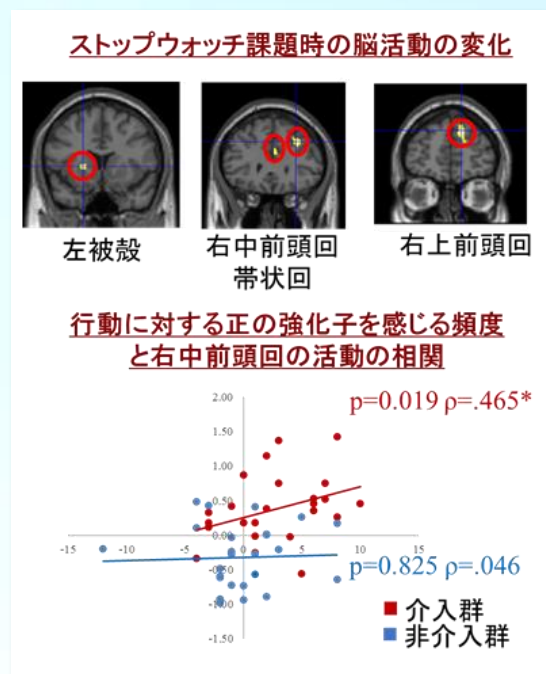 ストップウォッチ課題時の脳活動の変化
左被殻
右中前頭回
帯状回
右上前頭回
行動に対する正の強化子を感じる頻度
と右中前頭回の活動の相関
p=0.019 ρ=.465*
2.00
1.50
1.00
0.50
0.00
-15
-10
-5
0
5
10
15
-0.50
-1.00
-1.50
p=0.825 ρ=.046
介入群
非介入群